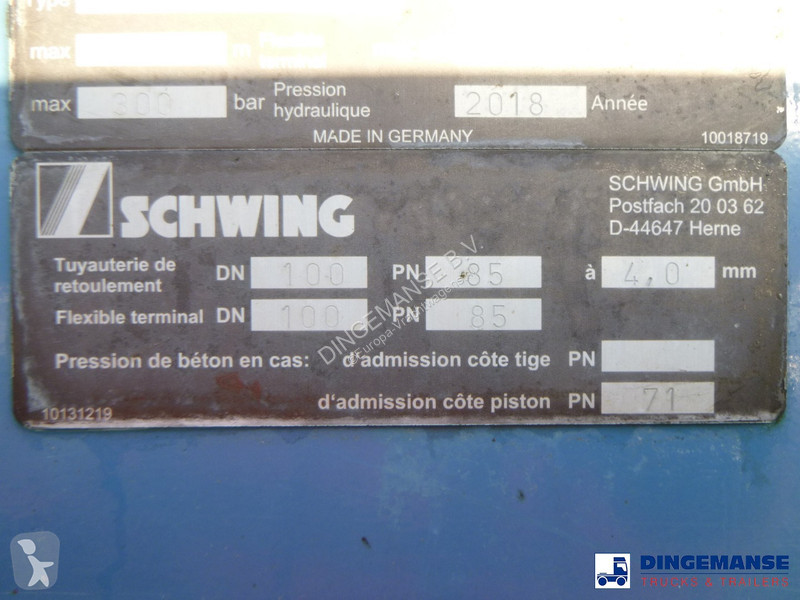 max m
max 300 bar Pression hydraulique 2018 Année
MADE IN GERMANY 10018719
SCHWING
SCHWING GmbH
Postfach 20 03 62
D-44647 Herne
Tuyauterie de retoulement DN 100 PN 85 à 4,0 mm
Flexible terminal DN 100 PN 85
Pression de béton en cas: d'admission côte tige PN
d'admission côte piston PN 71
10131219
DINGEMANSE B.V.
DINGEMANSE
TRUCKS & TRAILERS